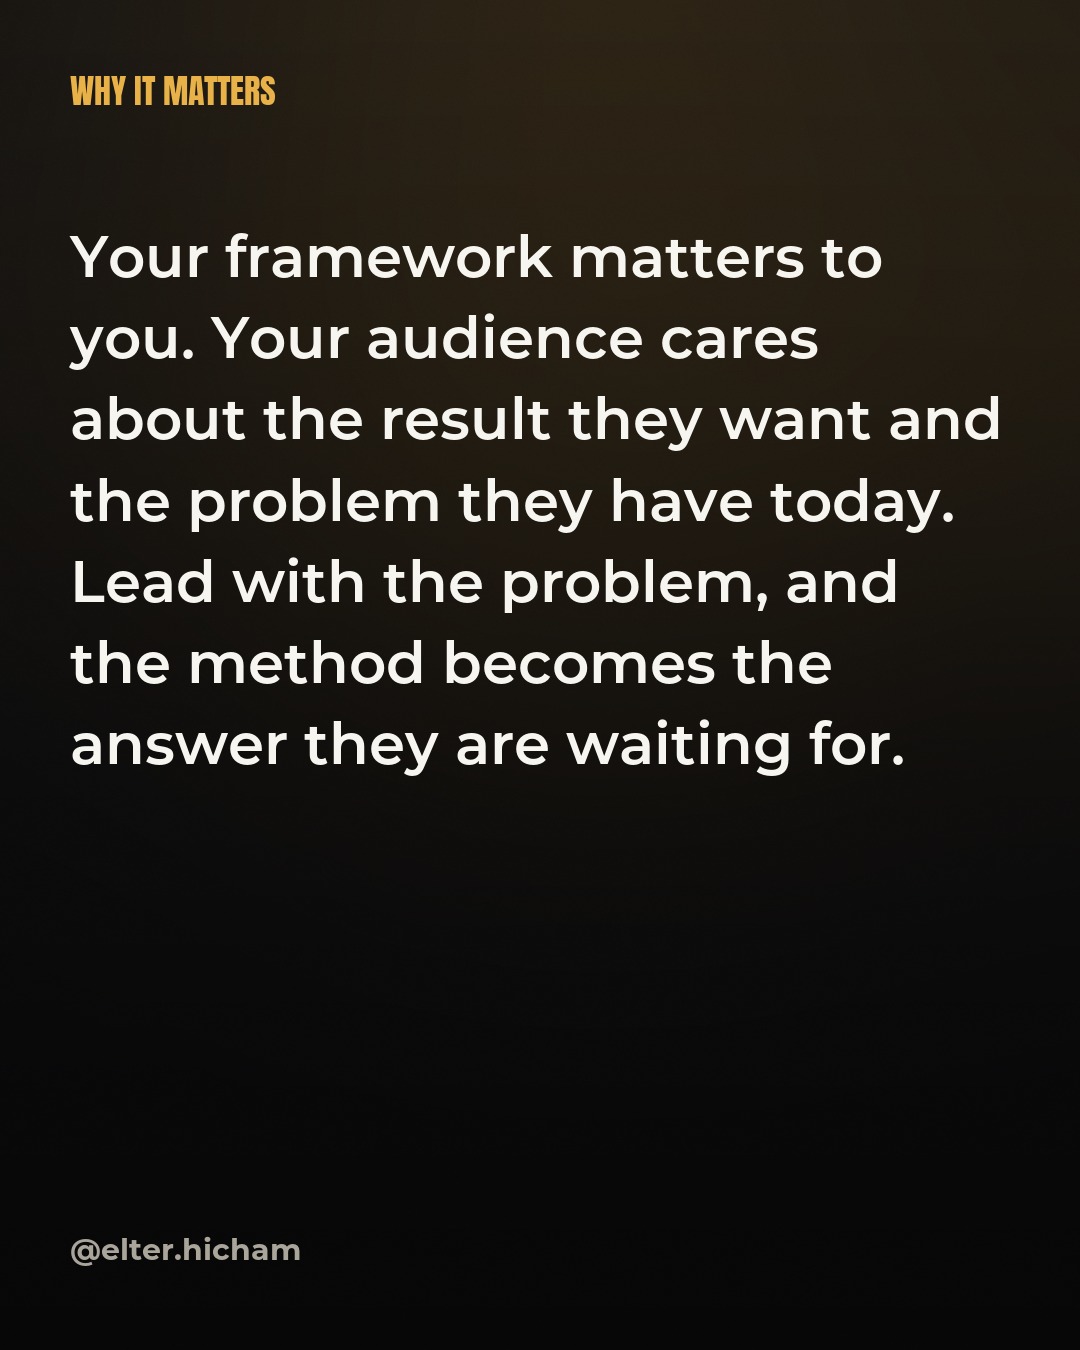 WHY IT MATTERS
Your framework matters to
you. Your audience cares
about the result they want and
the problem they have today.
Lead with the problem, and
the method becomes the
answer they are waiting for.
@elter.hicham